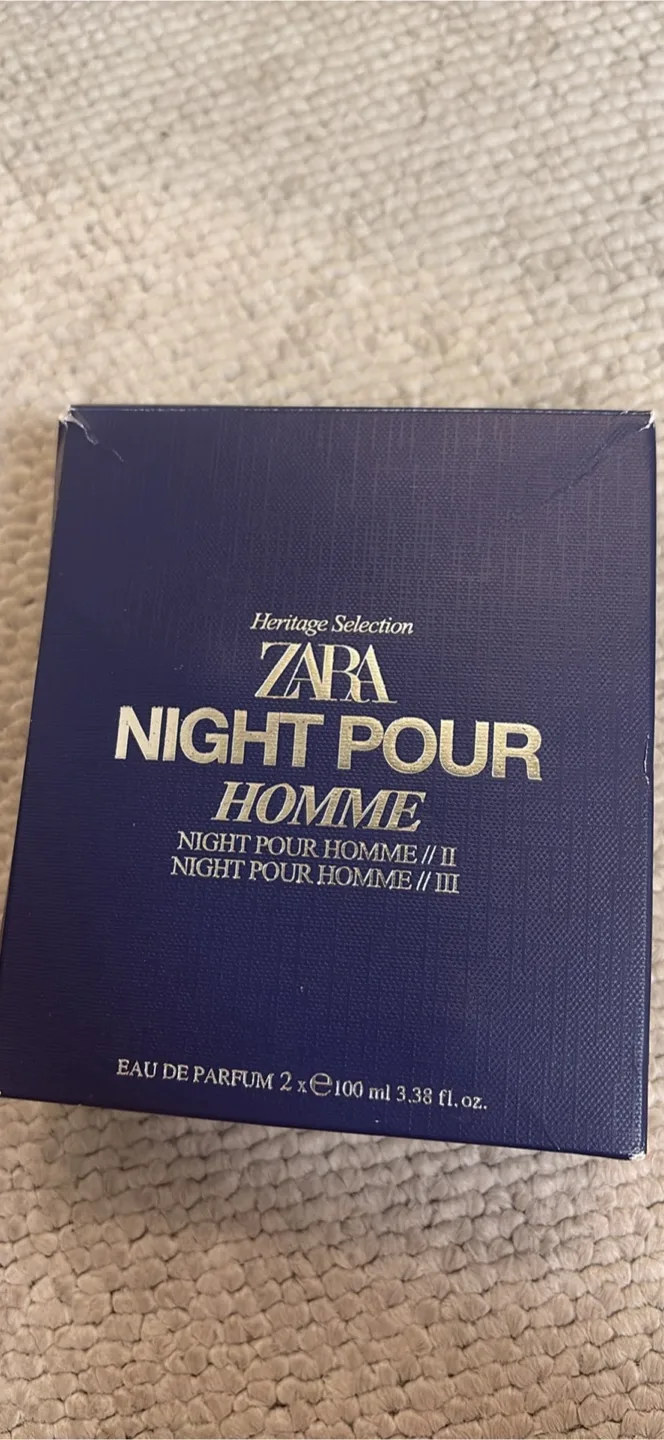 Heritage Selection
ZARA
NIGHT POUR
HOMME
NIGHT POUR HOMME // II
NIGHT POUR HOMME // III
EAU DE PARFUM 2 x ℮100 ml 3.38 fl. oz.